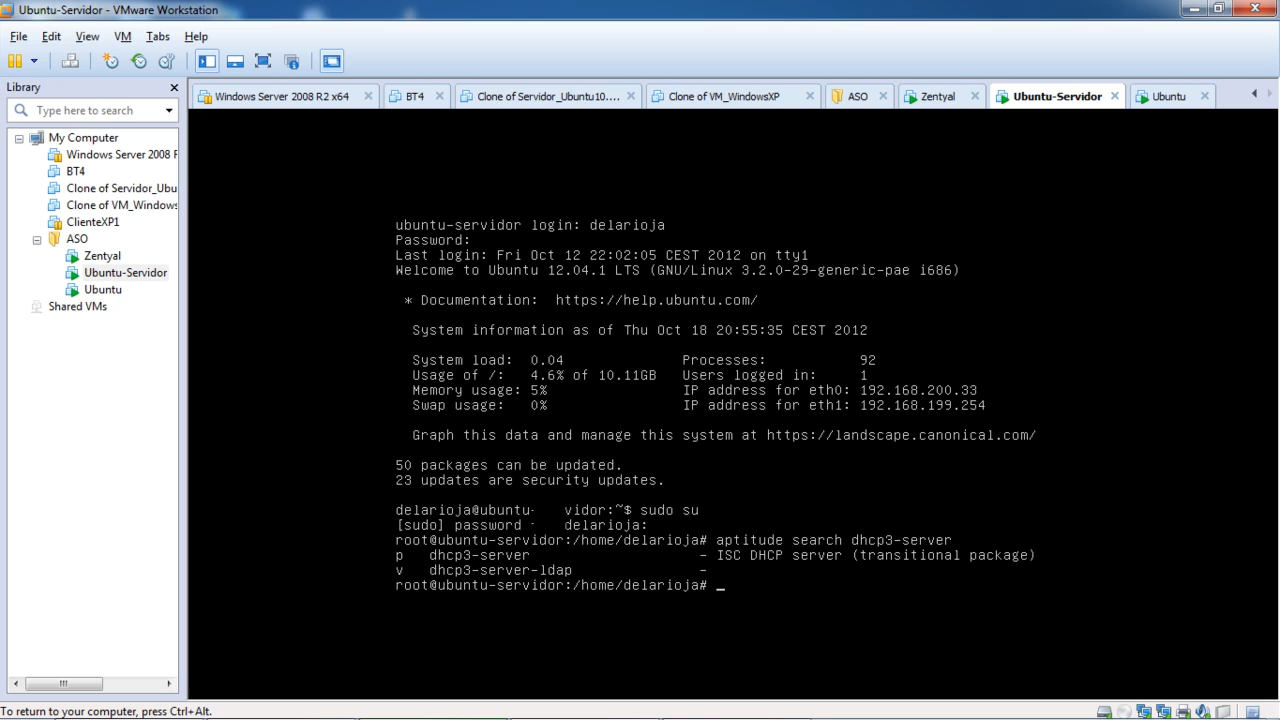 Ubuntu-Servidor - VMware Workstation
File Edit View VM Tabs Help
Library
Type here to search
Windows Server 2008 R2 x64
BT4
Clone of Servidor_Ubuntu10....
Clone of VM_WindowsXP
ASO
Zentyal
Ubuntu-Servidor
Ubuntu
My Computer
Windows Server 2008 F
BT4
Clone of Servidor_Ubu
Clone of VM_Windows
ClienteXP1
ASO
Zentyal
Ubuntu-Servidor
Ubuntu
Shared VMs
ubuntu-servidor login: delarioja
Password:
Last login: Fri Oct 12 22:02:05 CEST 2012 on tty1
Welcome to Ubuntu 12.04.1 LTS (GNU/Linux 3.2.0-29-generic-pae i686)
* Documentation: https://help.ubuntu.com/
System information as of Thu Oct 18 20:55:35 CEST 2012
System load: 0.04 Processes: 92
Usage of /: 4.6% of 10.11GB Users logged in: 1
Memory usage: 5% IP address for eth0: 192.168.200.33
Swap usage: 0% IP address for eth1: 192.168.199.254
Graph this data and manage this system at https://landscape.canonical.com/
50 packages can be updated.
23 updates are security updates.
delarioja@ubuntu- vidor:~$ sudo su
[sudo] password delarioja:
root@ubuntu-servidor:/home/delarioja# aptitude search dhcp3-server
p dhcp3-server - ISC DHCP server (transitional package)
v dhcp3-server-ldap -
root@ubuntu-servidor:/home/delarioja# _
To return to your computer, press Ctrl+Alt.